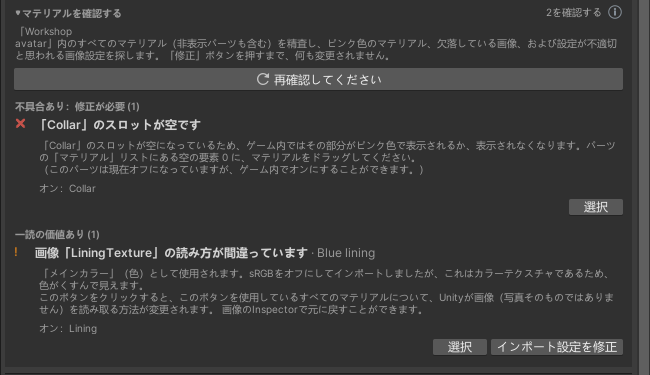 ▼マテリアルを確認する
2を確認する ⓘ
「Workshop
avatar」内のすべてのマテリアル（非表示パーツも含む）を精査し、ピンク色のマテリアル、欠落している画像、および設定が不適切
と思われる画像設定を探します。「修正」ボタンを押すまで、何も変更されません。
再確認してください
不具合あり: 修正が必要 (1)
「Collar」のスロットが空です
「Collar」のスロットが空になっているため、ゲーム内ではその部分がピンク色で表示されるか、表示されなくなります。パーツ
の「マテリアル」リストにある空の要素 0 に、マテリアルをドラッグしてください。
（このパーツは現在オフになっていますが、ゲーム内でオンにすることができます。）
オン: Collar
選択
一読の価値あり (1)
! 画像「LiningTexture」の読み方が間違っています · Blue lining
「メインカラー」（色）として使用されます。sRGBをオフにしてインポートしましたが、これはカラーテクスチャであるため、
色がくすんで見えます。
このボタンをクリックすると、このボタンを使用しているすべてのマテリアルについて、Unityが画像（写真そのものではありませ
ん）を読み取る方法が変更されます。 画像のInspectorで元に戻すことができます。
オン: Lining
選択
インポート設定を修正